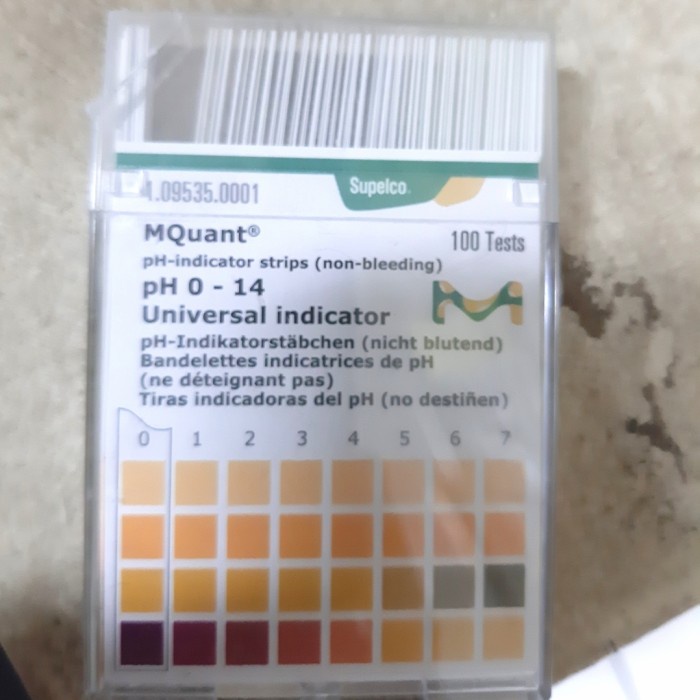 1.09535.0001
Supelco
MQuant®
100 Tests
pH-indicator strips (non-bleeding)
pH 0 - 14
Universal indicator
pH-Indikatorstäbchen (nicht blutend)
Bandelettes indicatrices de pH
(ne déteignant pas)
Tiras indicadoras del pH (no destiñen)
0 1 2 3 4 5 6 7